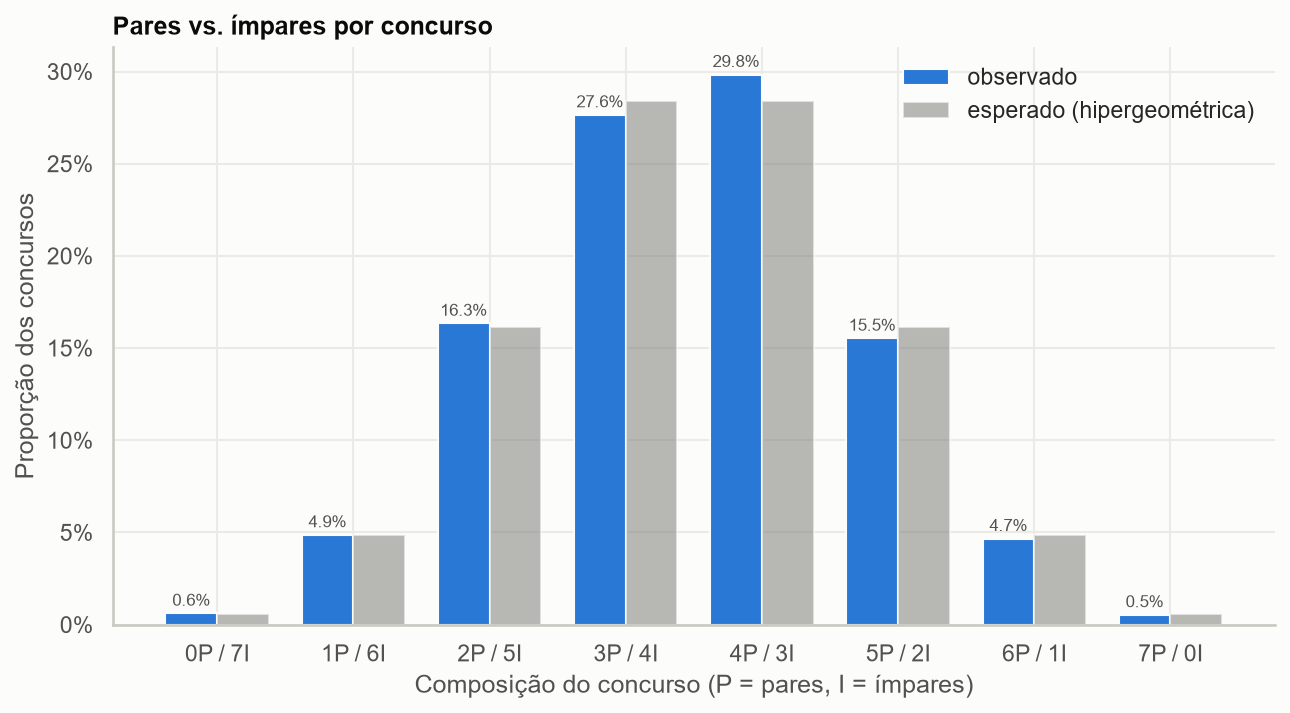 Pares vs. ímpares por concurso
observado
esperado (hipergeométrica)
Proporção dos concursos
30%
25%
20%
15%
10%
5%
0%
0.6%
4.9%
16.3%
27.6%
29.8%
15.5%
4.7%
0.5%
0P / 7I
1P / 6I
2P / 5I
3P / 4I
4P / 3I
5P / 2I
6P / 1I
7P / 0I
Composição do concurso (P = pares, I = ímpares)